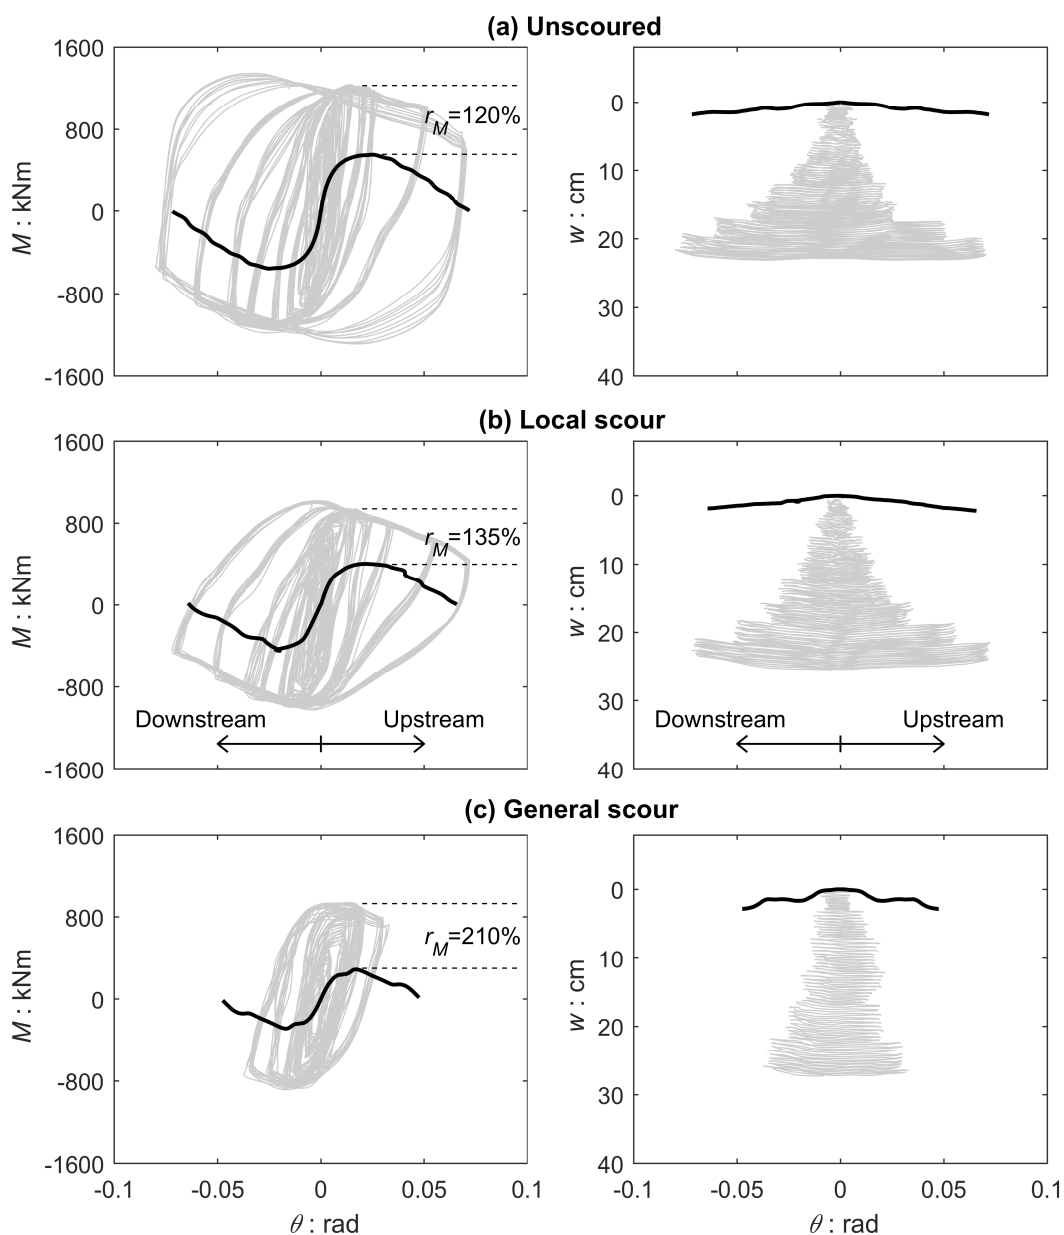 (a) Unscoured
1600
800
0
-800
-1600
M : kNm
r_M=120%
0
10
20
30
40
w : cm
(b) Local scour
1600
800
0
-800
-1600
M : kNm
r_M=135%
Downstream Upstream
0
10
20
30
40
w : cm
Downstream Upstream
(c) General scour
1600
800
0
-800
-1600
M : kNm
r_M=210%
-0.1 -0.05 0 0.05 0.1
θ : rad
0
10
20
30
40
w : cm
-0.1 -0.05 0 0.05 0.1
θ : rad